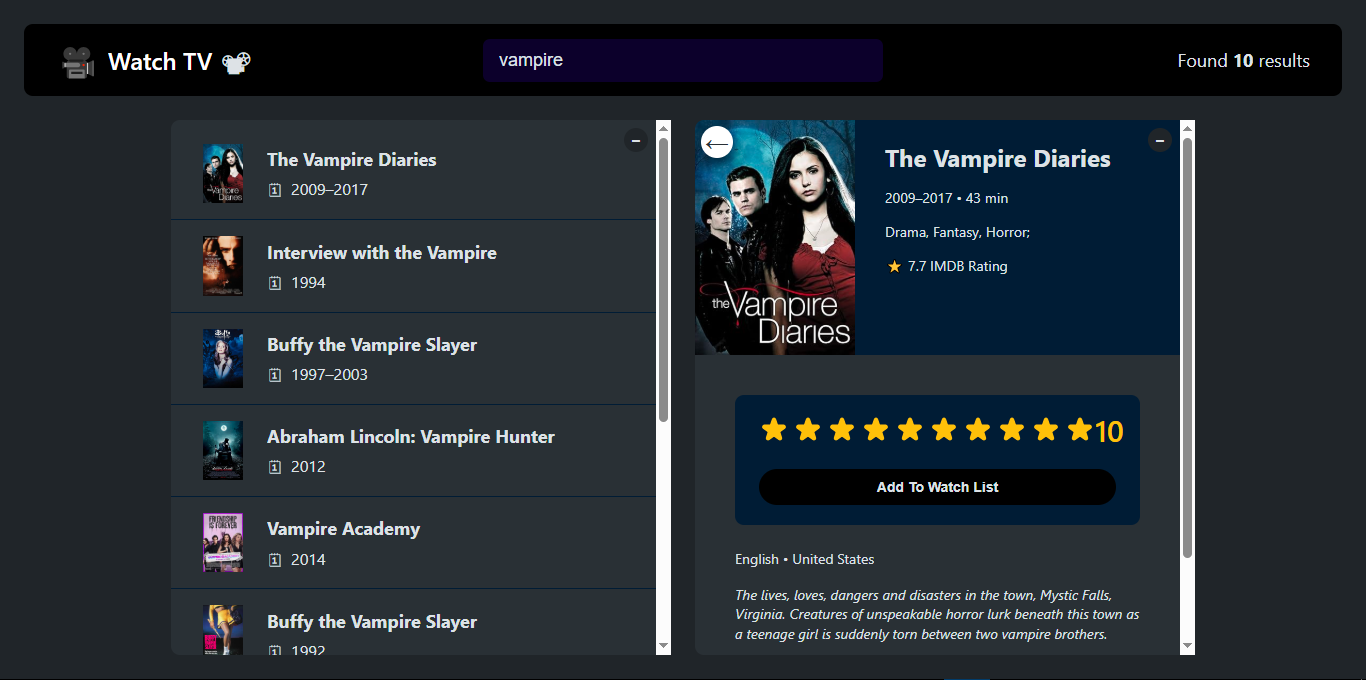 Watch TV
vampire
Found 10 results
The Vampire Diaries
2009–2017
Interview with the Vampire
1994
Buffy the Vampire Slayer
1997–2003
Abraham Lincoln: Vampire Hunter
2012
Vampire Academy
2014
Buffy the Vampire Slayer
1992
the Vampire
Diaries
The Vampire Diaries
2009–2017 • 43 min
Drama, Fantasy, Horror;
7.7 IMDB Rating
10
Add To Watch List
English • United States
The lives, loves, dangers and disasters in the town, Mystic Falls,
Virginia. Creatures of unspeakable horror lurk beneath this town as
a teenage girl is suddenly torn between two vampire brothers.